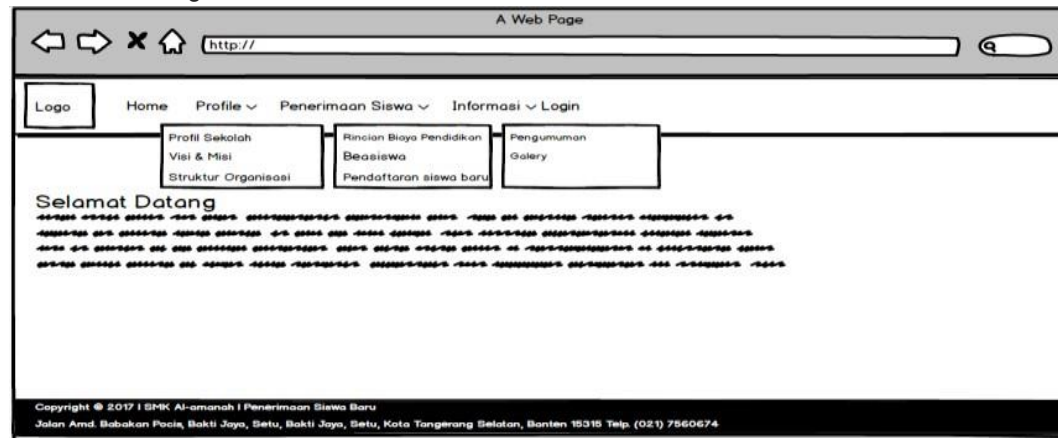 A Web Page
http://
Logo Home Profile Penerimaan Siswa Informasi Login
Profil Sekolah
Visi & Misi
Struktur Organisasi
Rincian Biaya Pendidikan
Beasiswa
Pendaftaran siswa baru
Pengumuman
Galery
Selamat Datang
Copyright © 2017 | SMK Al-amanah | Penerimaan Siswa Baru
Jalan Amd. Babakan Pocis, Bakti Jaya, Setu, Bakti Jaya, Setu, Kota Tangerang Selatan, Banten 15315 Telp. (021) 7560674